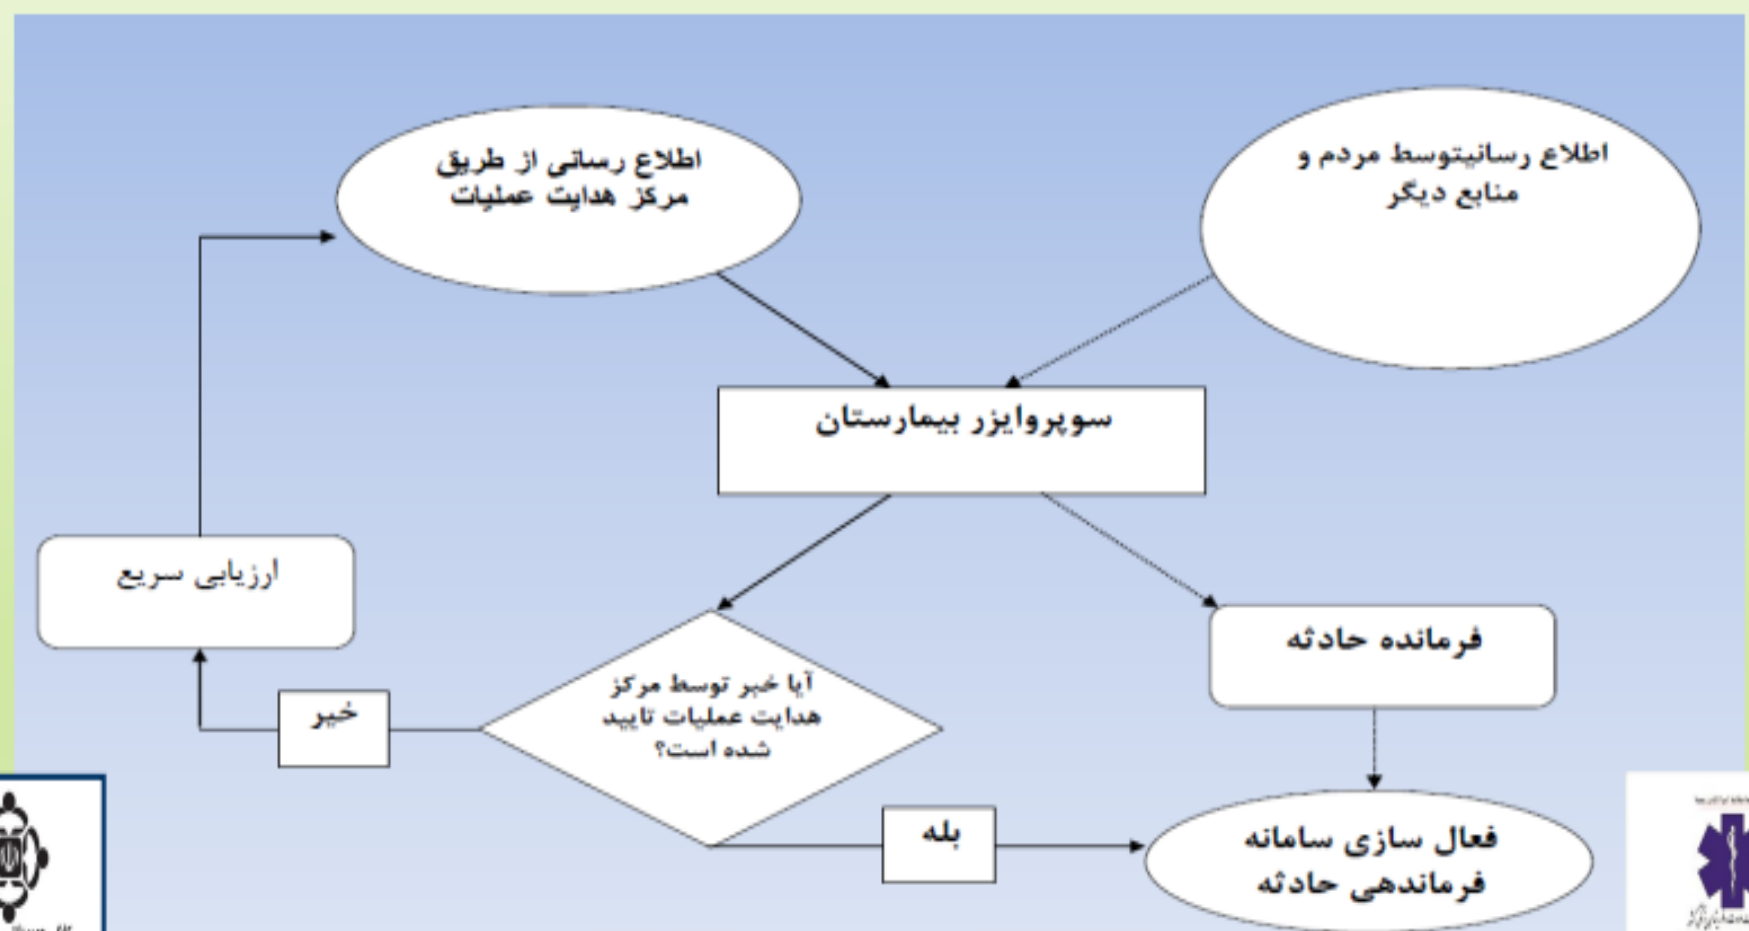 اطلاع رسانی از طریق
مرکز هدایت عملیات
اطلاع رسانیتوسط مردم و
منابع دیگر
سوپروایزر بیمارستان
ارزیابی سریع
فرمانده حادثه
آیا خبر توسط مرکز
هدایت عملیات تایید
شده است؟
خیر
بله
فعال سازی سامانه
فرماندهی حادثه